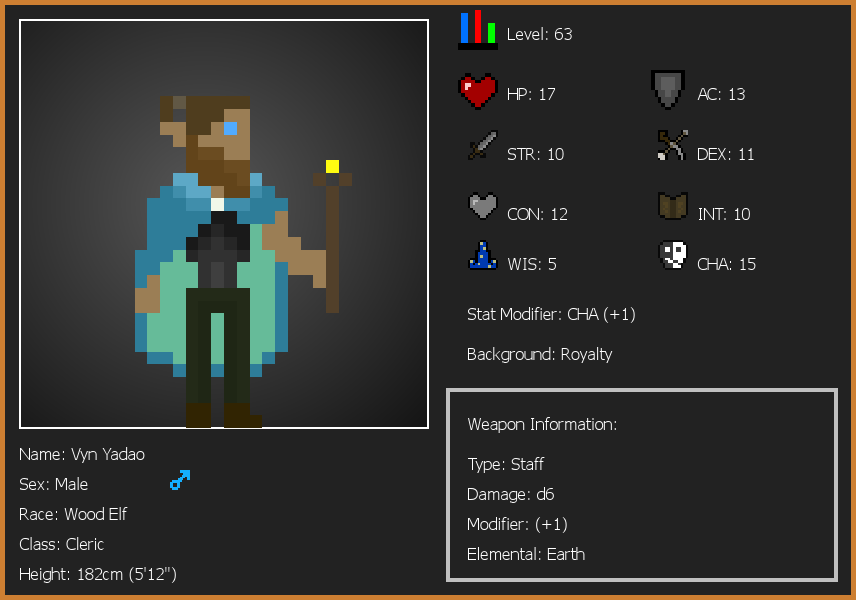 Level: 63
HP: 17
AC: 13
STR: 10
DEX: 11
CON: 12
INT: 10
WIS: 5
CHA: 15
Stat Modifier: CHA (+1)
Background: Royalty
Weapon Information:
Type: Staff
Damage: d6
Modifier: (+1)
Elemental: Earth
Name: Vyn Yadao
Sex: Male
Race: Wood Elf
Class: Cleric
Height: 182cm (5'12")